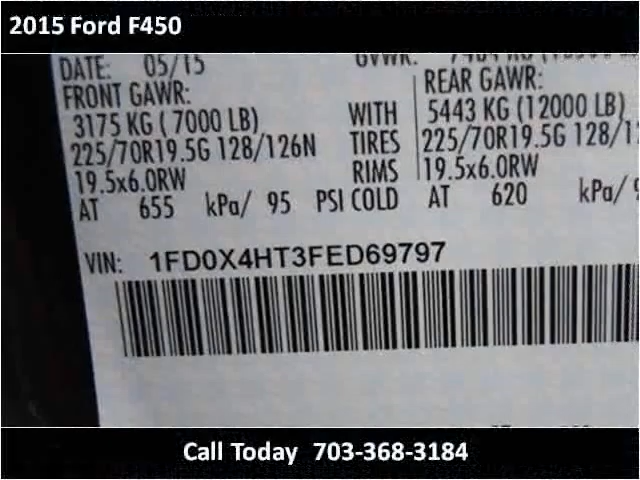 2015 Ford F450
DATE: 05/15
GVWR:
FRONT GAWR:
3175 KG ( 7000 LB)
225/70R19.5G 128/126N
19.5x6.0RW
AT 655 kPa/ 95 PSI COLD
WITH
TIRES
RIMS
REAR GAWR:
5443 KG (12000 LB)
225/70R19.5G
19.5x6.0RW
AT 620 kPa/
VIN: 1FD0X4HT3FED69797
Call Today 703-368-3184